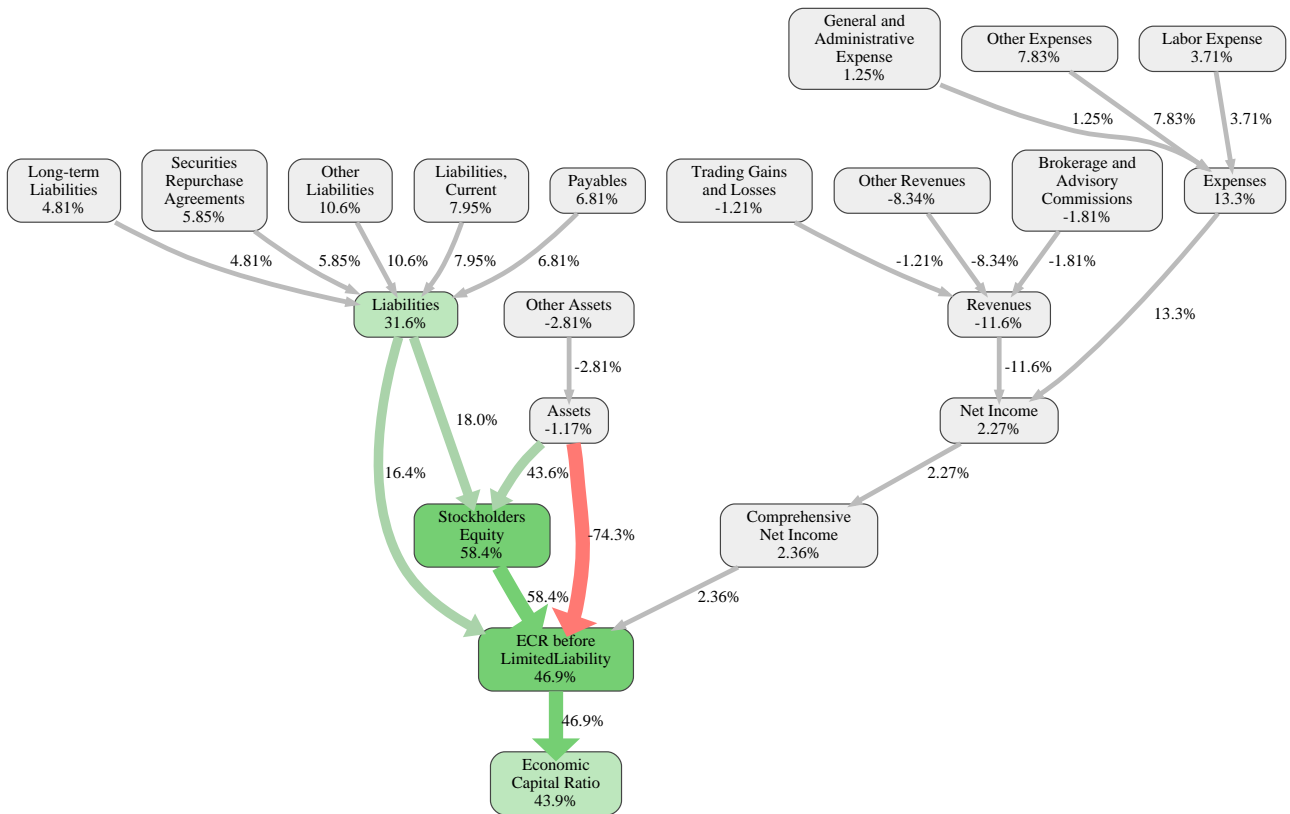 General and
Administrative
Expense
1.25%
Other Expenses
7.83%
Labor Expense
3.71%
1.25%
7.83%
3.71%
Long-term
Liabilities
4.81%
Securities
Repurchase
Agreements
5.85%
Other
Liabilities
10.6%
Liabilities,
Current
7.95%
Payables
6.81%
Trading Gains
and Losses
-1.21%
Other Revenues
-8.34%
Brokerage and
Advisory
Commissions
-1.81%
Expenses
13.3%
4.81%
5.85%
10.6%
7.95%
6.81%
-1.21%
-8.34%
-1.81%
13.3%
Liabilities
31.6%
Other Assets
-2.81%
Revenues
-11.6%
-2.81%
-11.6%
Assets
-1.17%
Net Income
2.27%
18.0%
16.4%
43.6%
-74.3%
2.27%
Stockholders
Equity
58.4%
Comprehensive
Net Income
2.36%
58.4%
2.36%
ECR before
LimitedLiability
46.9%
46.9%
Economic
Capital Ratio
43.9%